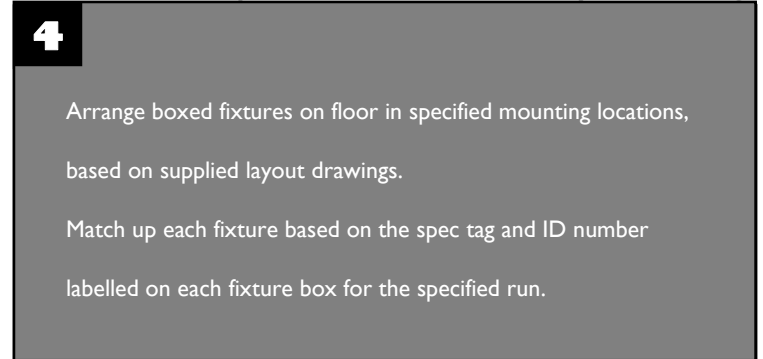 4
Arrange boxed fixtures on floor in specified mounting locations,
based on supplied layout drawings.
Match up each fixture based on the spec tag and ID number
labelled on each fixture box for the specified run.